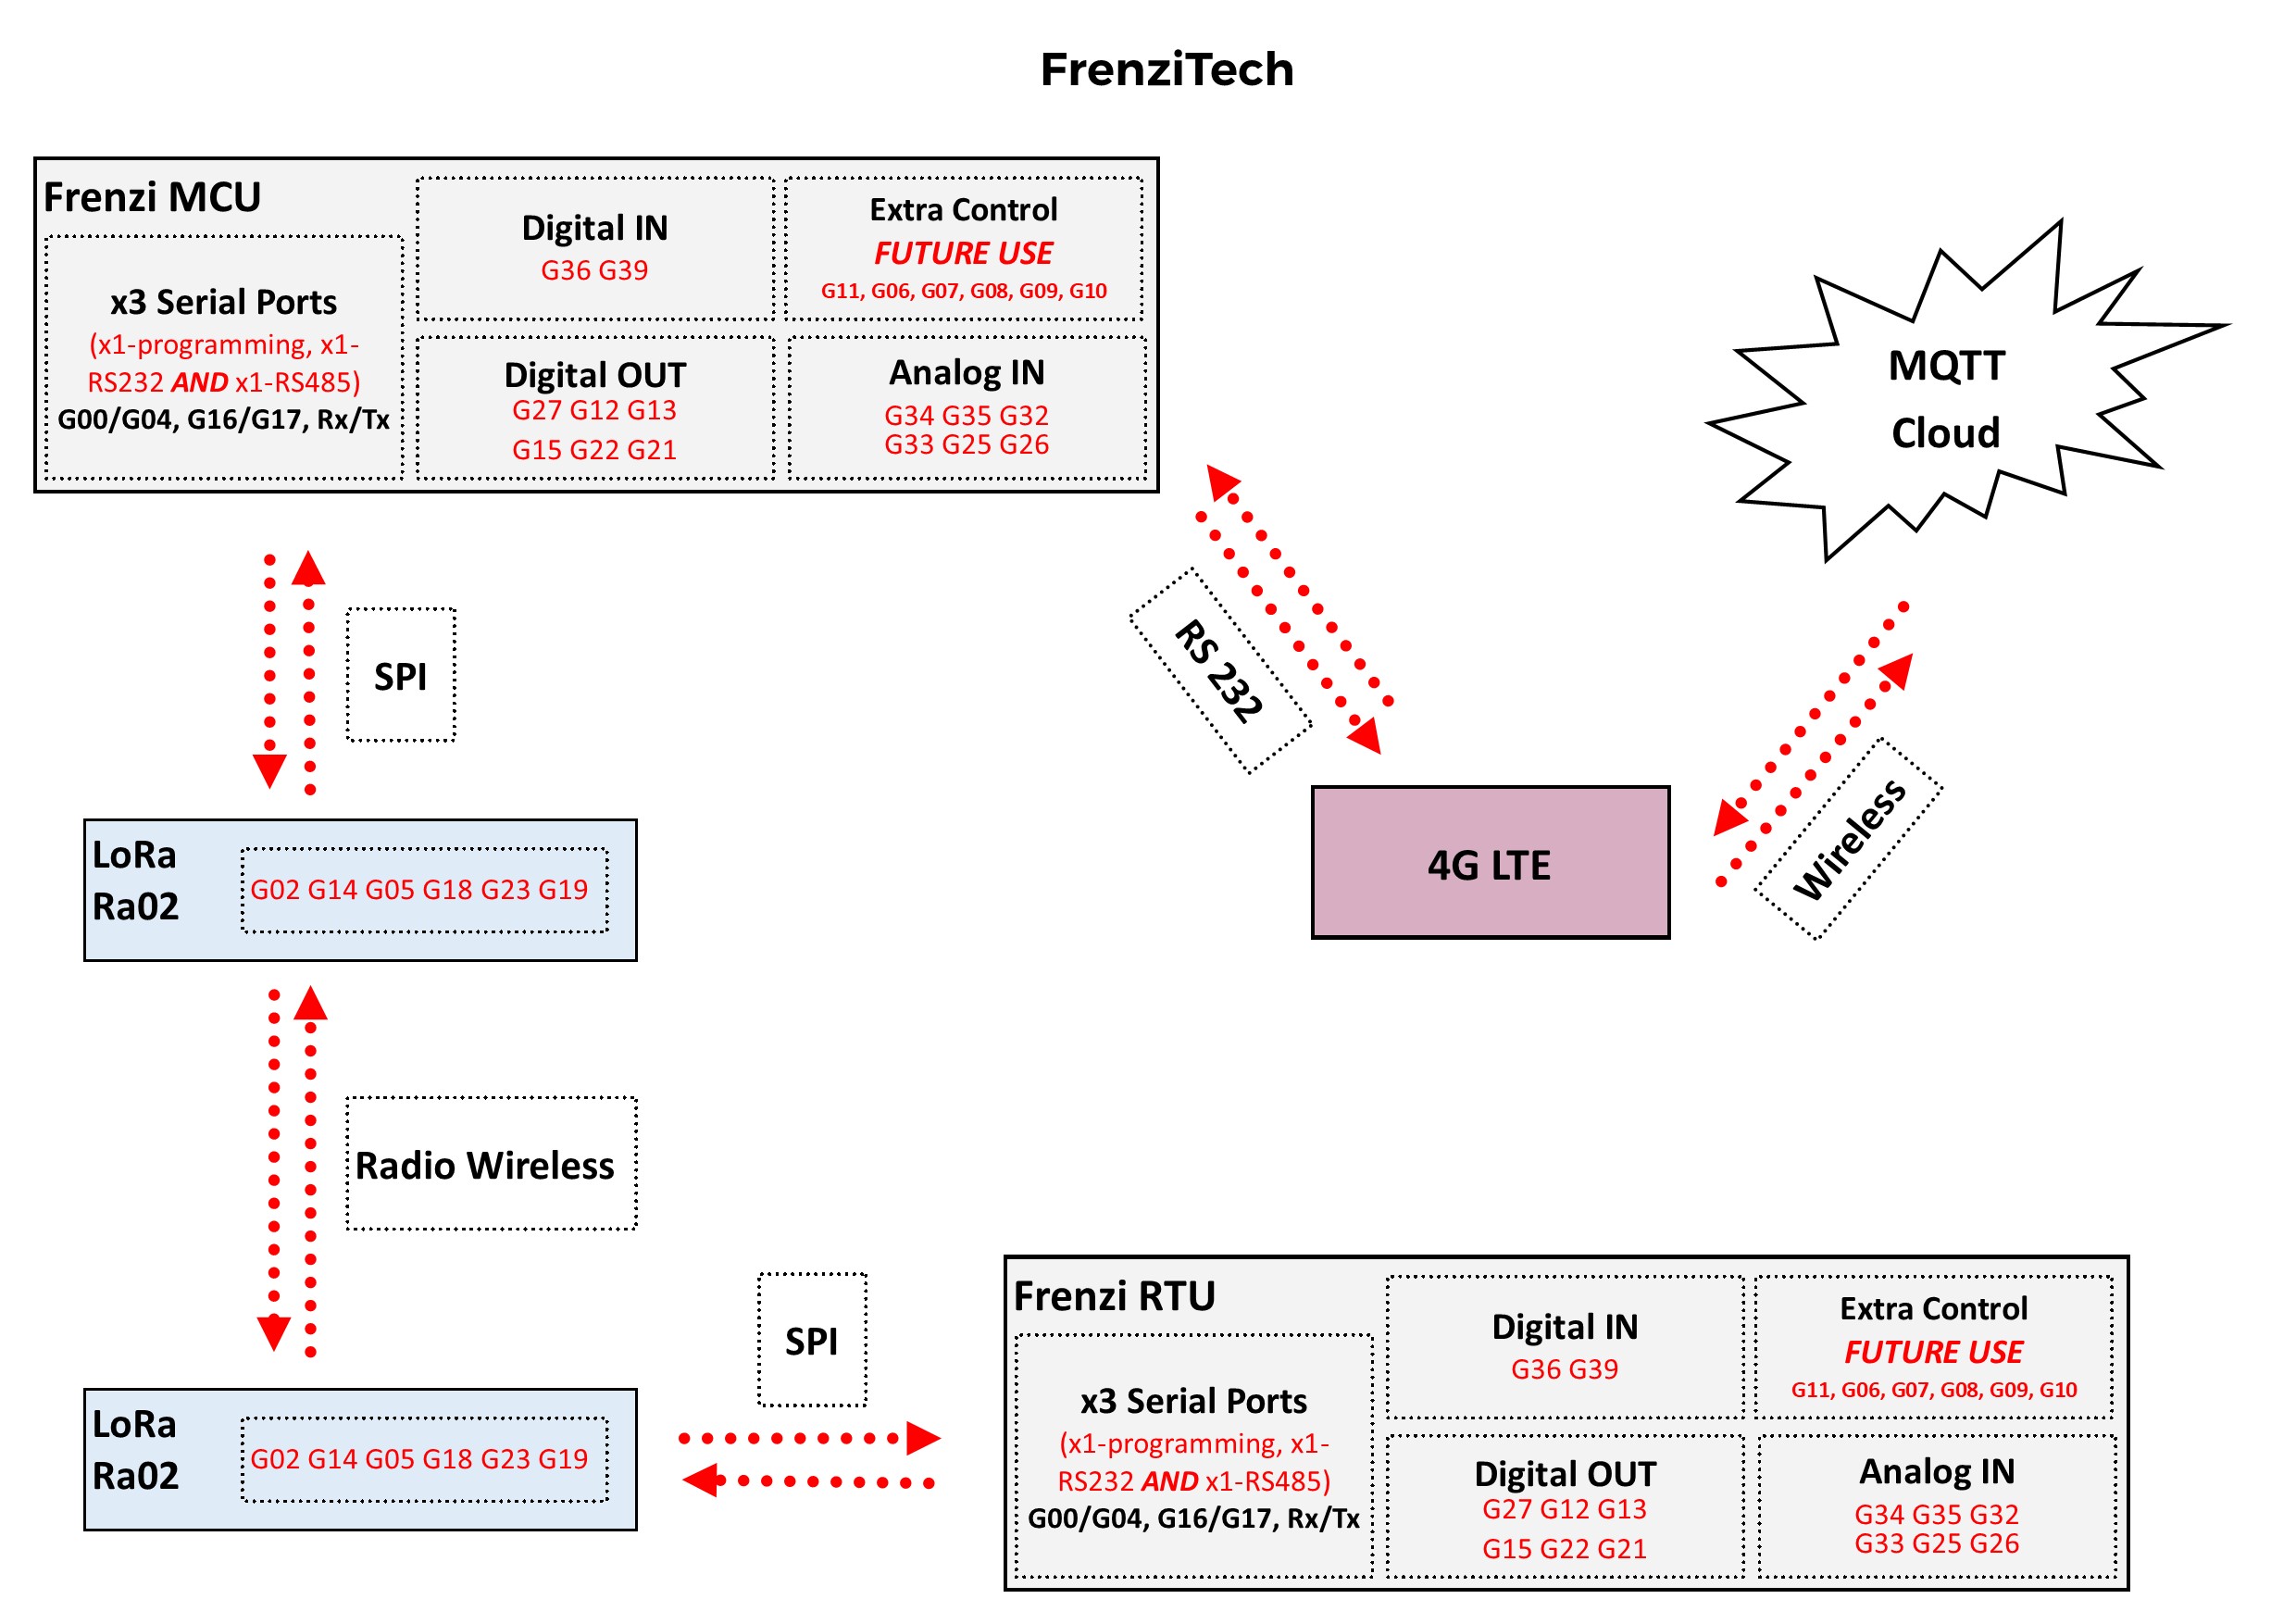 FrenziTech
Frenzi MCU
x3 Serial Ports
(x1-programming, x1-
RS232 AND x1-RS485)
G00/G04, G16/G17, Rx/Tx
Digital IN
G36 G39
Extra Control
FUTURE USE
G11, G06, G07, G08, G09, G10
Digital OUT
G27 G12 G13
G15 G22 G21
Analog IN
G34 G35 G32
G33 G25 G26
MQTT
Cloud
SPI
RS 232
Wireless
LoRa
Ra02
G02 G14 G05 G18 G23 G19
4G LTE
Radio Wireless
LoRa
Ra02
G02 G14 G05 G18 G23 G19
SPI
Frenzi RTU
x3 Serial Ports
(x1-programming, x1-
RS232 AND x1-RS485)
G00/G04, G16/G17, Rx/Tx
Digital IN
G36 G39
Extra Control
FUTURE USE
G11, G06, G07, G08, G09, G10
Digital OUT
G27 G12 G13
G15 G22 G21
Analog IN
G34 G35 G32
G33 G25 G26